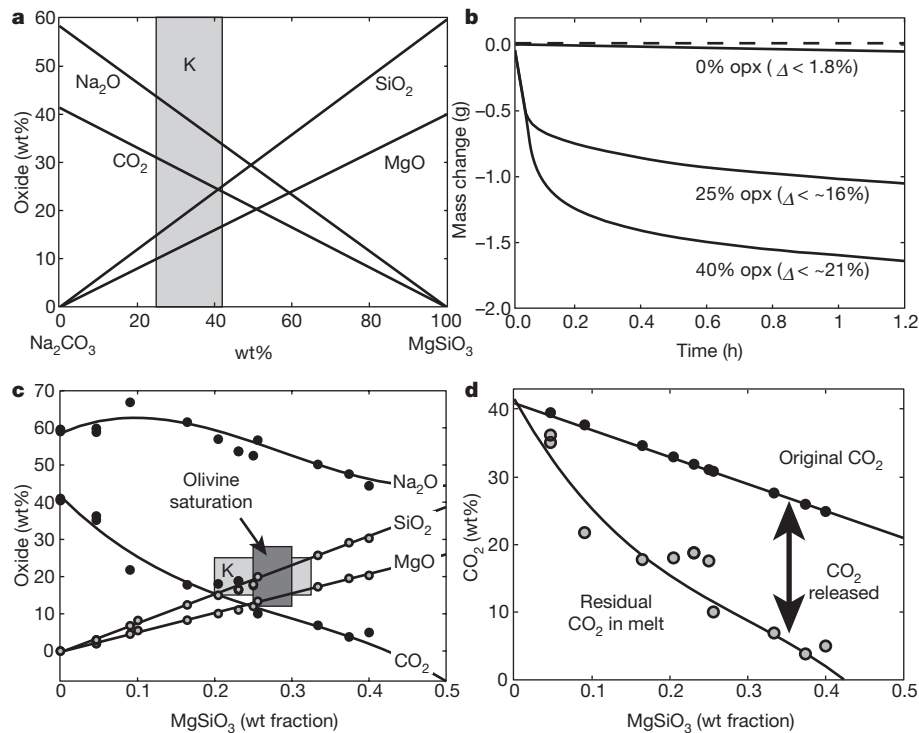 a
60
50
40
30
20
10
0
Oxide (wt%)
K
Na₂O
SiO₂
CO₂
MgO
0 20 40 60 80 100
Na₂CO₃ wt% MgSiO₃
b
0.0
−0.5
−1.0
−1.5
−2.0
Mass change (g)
0% opx (Δ < 1.8%)
25% opx (Δ < ~16%)
40% opx (Δ < ~21%)
0.0 0.2 0.4 0.6 0.8 1 1.2
Time (h)
c
70
60
50
40
30
20
10
0
Oxide (wt%)
Olivine
saturation
Na₂O
SiO₂
K
MgO
CO₂
0 0.1 0.2 0.3 0.4 0.5
MgSiO₃ (wt fraction)
d
40
30
20
10
0
CO₂ (wt%)
Original CO₂
CO₂
released
Residual
CO₂ in melt
0 0.1 0.2 0.3 0.4 0.5
MgSiO₃ (wt fraction)